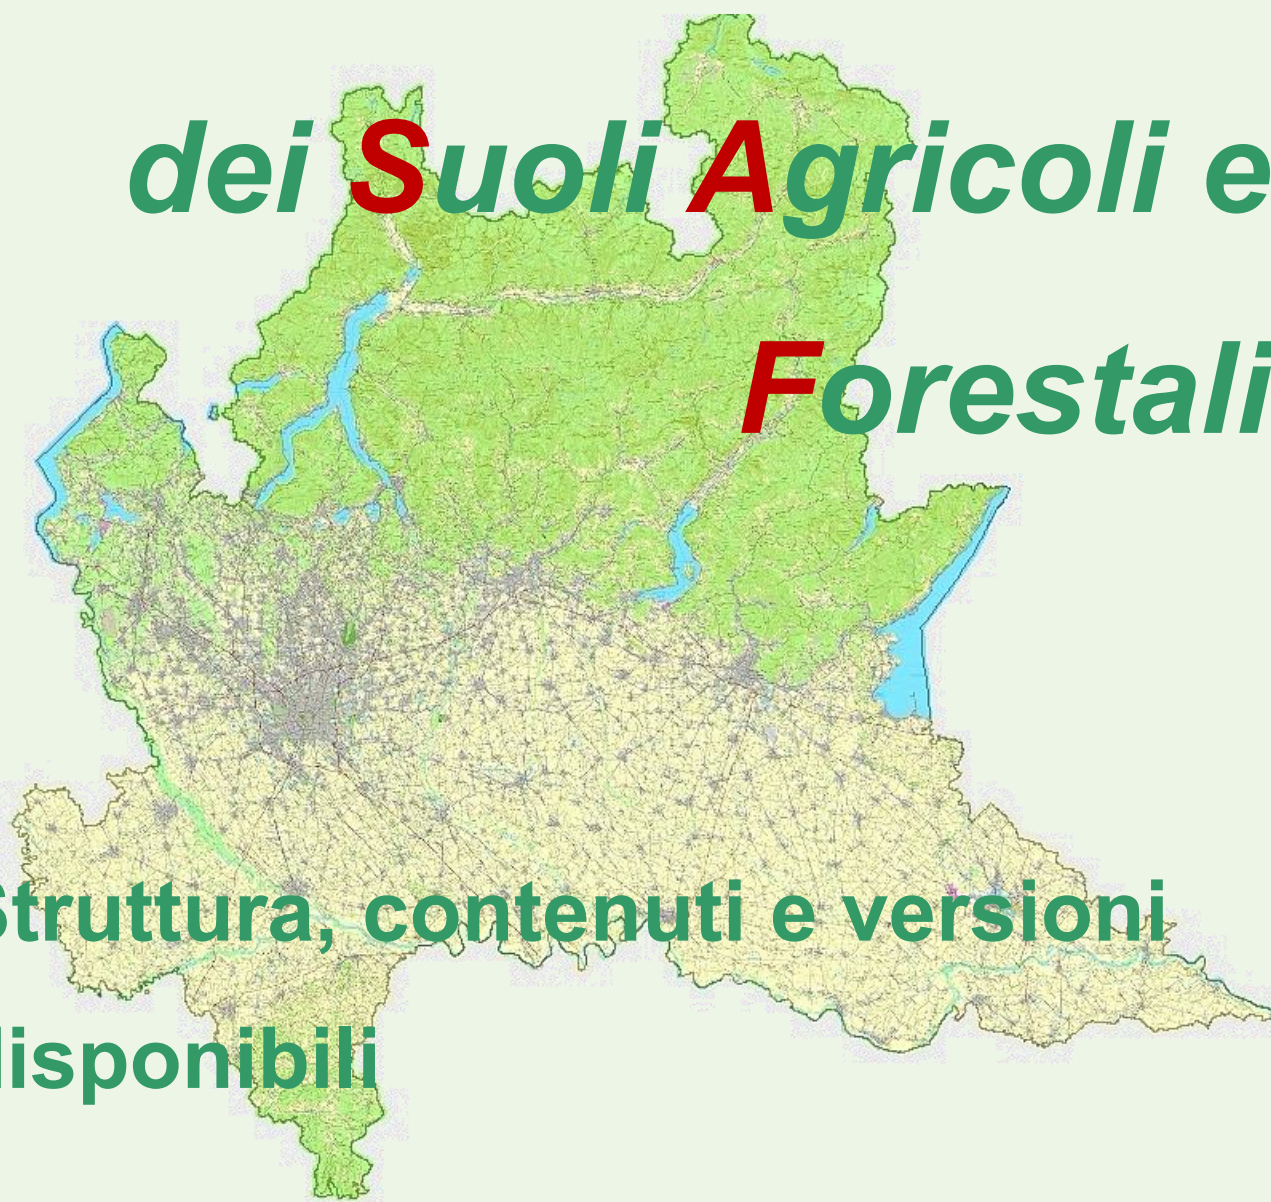 dei Suoli Agricoli e
Forestali
Struttura, contenuti e versioni
disponibili